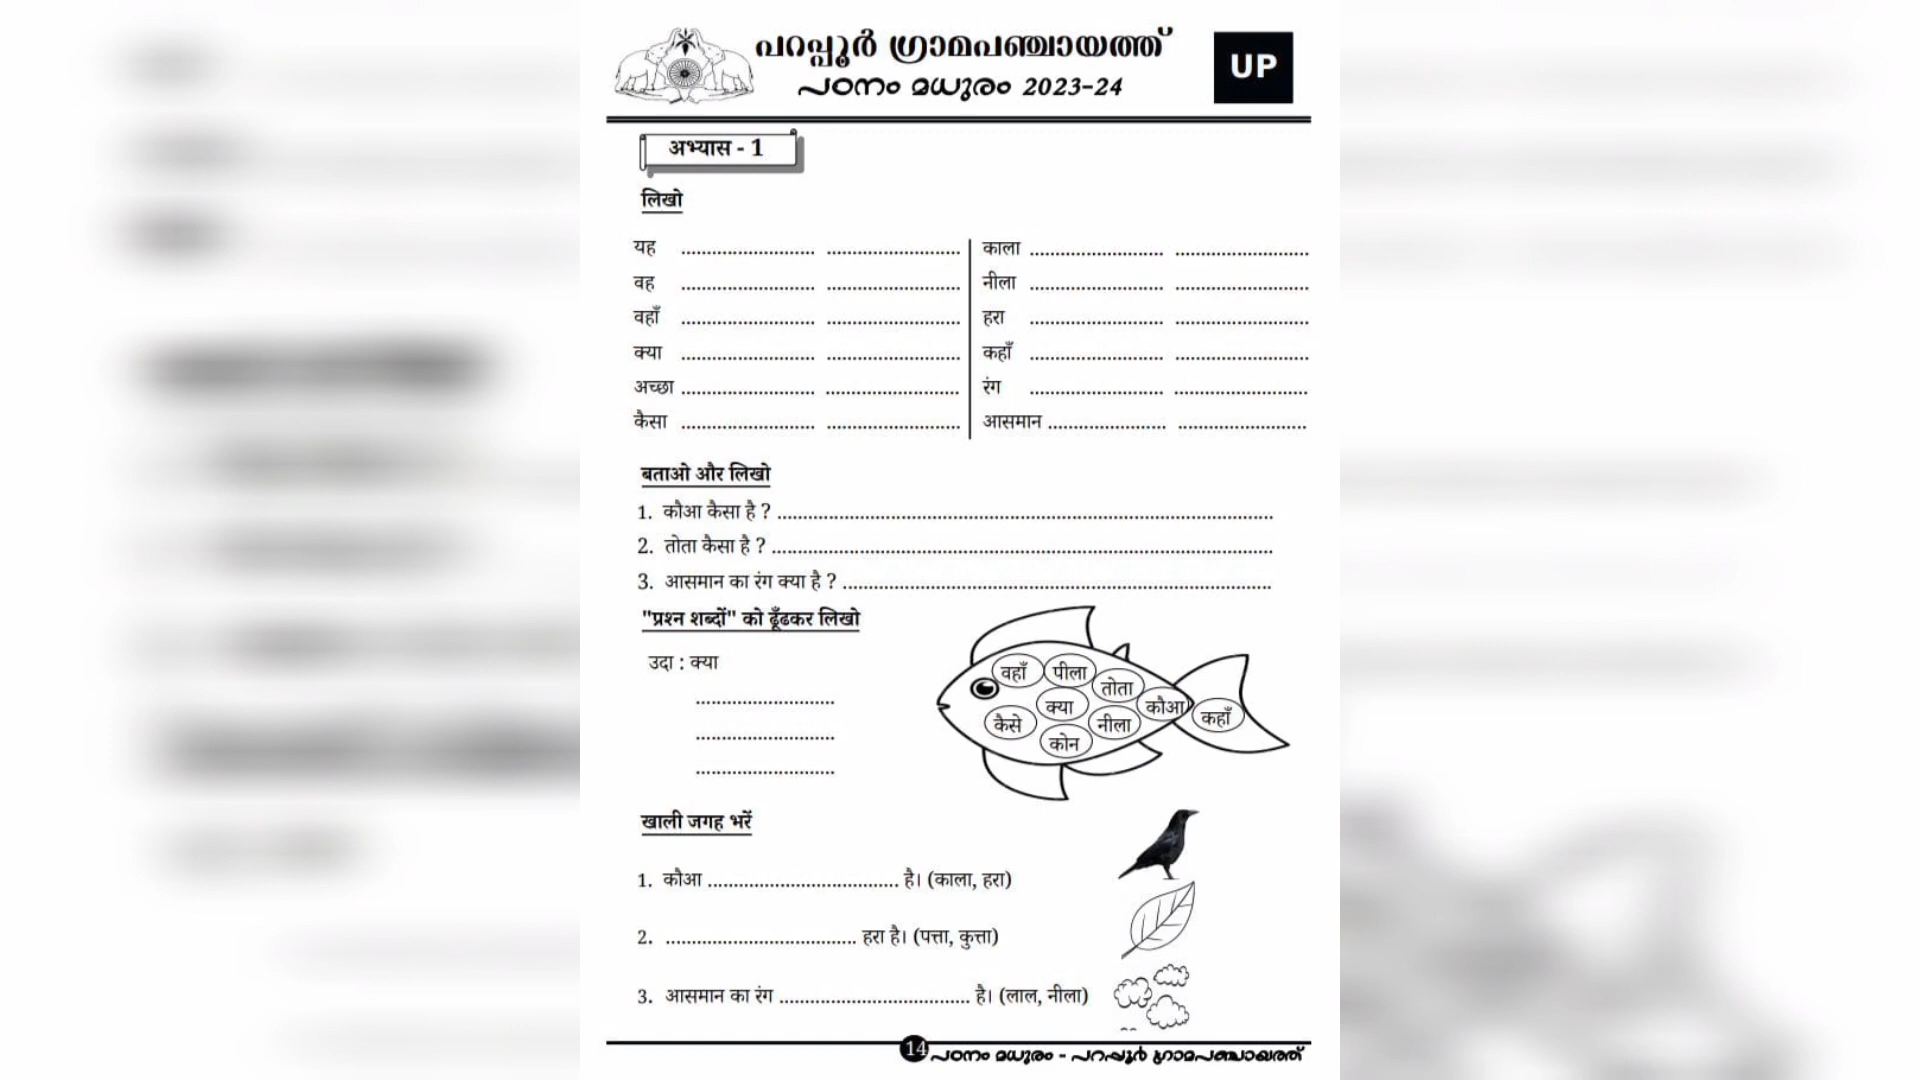 പറപ്പൂർ ഗ്രാമപഞ്ചായത്ത്
പഠനം മധുരം 2023-24
UP
अभ्यास - 1
लिखो
यह .......................... ..........................
वह .......................... ..........................
वहाँ .......................... ..........................
क्या .......................... ..........................
अच्छा .......................... ..........................
कैसा .......................... ..........................
काला .......................... ..........................
नीला .......................... ..........................
हरा .......................... ..........................
कहाँ .......................... ..........................
रंग .......................... ..........................
आसमान .......................... ..........................
बताओ और लिखो
1. कौआ कैसा है ? ..........................
2. तोता कैसा है ? ..........................
3. आसमान का रंग क्या है ? ..........................
"प्रश्न शब्दों" को ढूँढकर लिखो
उदा : क्या
..........................
..........................
..........................
वहाँ पीला
तोता
क्या कौआ
कैसे नीला कहाँ
कोन
खाली जगह भरें
1. कौआ .......................... है। (काला, हरा)
2. .......................... हरा है। (पत्ता, कुत्ता)
3. आसमान का रंग .......................... है। (लाल, नीला)
14 പഠനം മധുരം - പറപ്പൂർ ഗ്രാമപഞ്ചായത്ത്